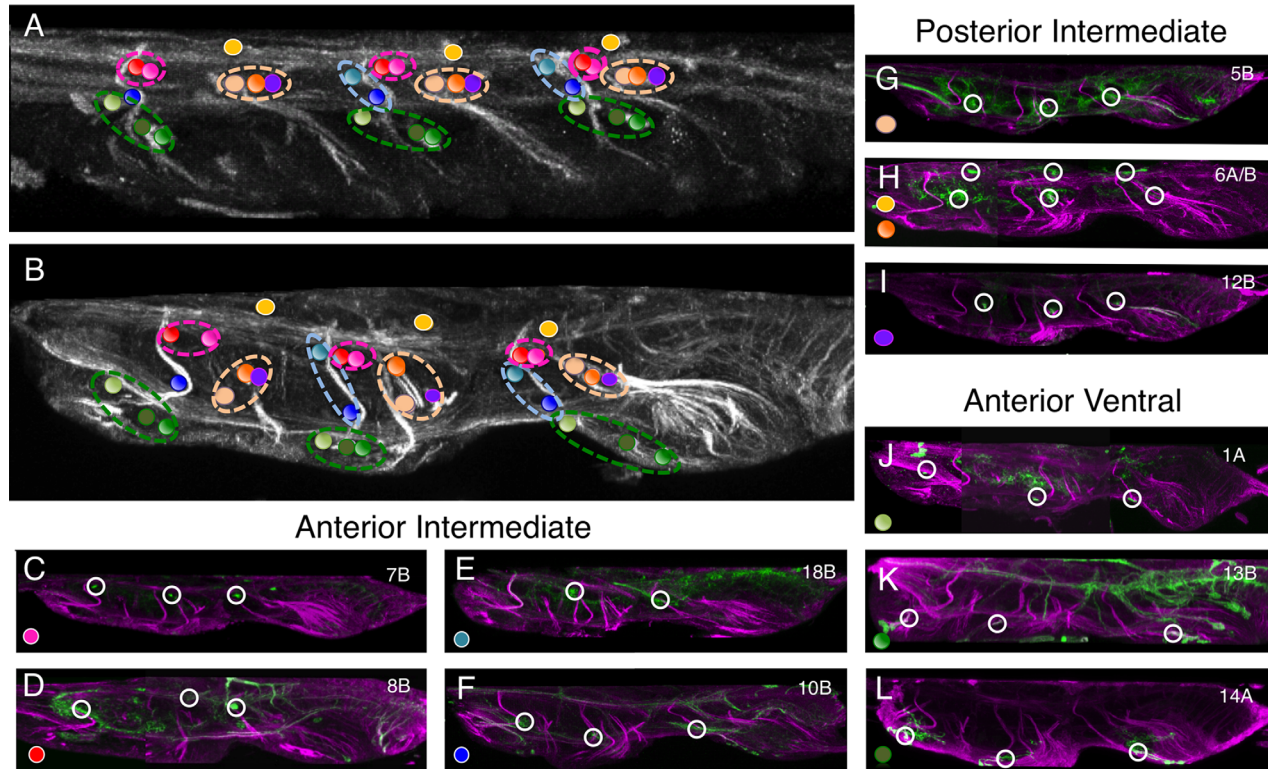 A
B
Anterior Intermediate
C
7B
D
8B
E
18B
F
10B
Posterior Intermediate
G
5B
H
6A/B
I
12B
Anterior Ventral
J
1A
K
13B
L
14A